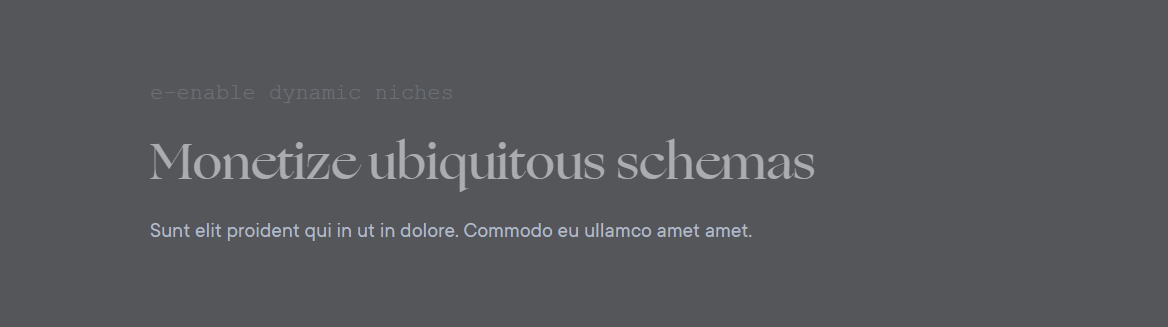 e-enable dynamic niches
Monetize ubiquitous schemas
Sunt elit proident qui in ut in dolore. Commodo eu ullamco amet amet.